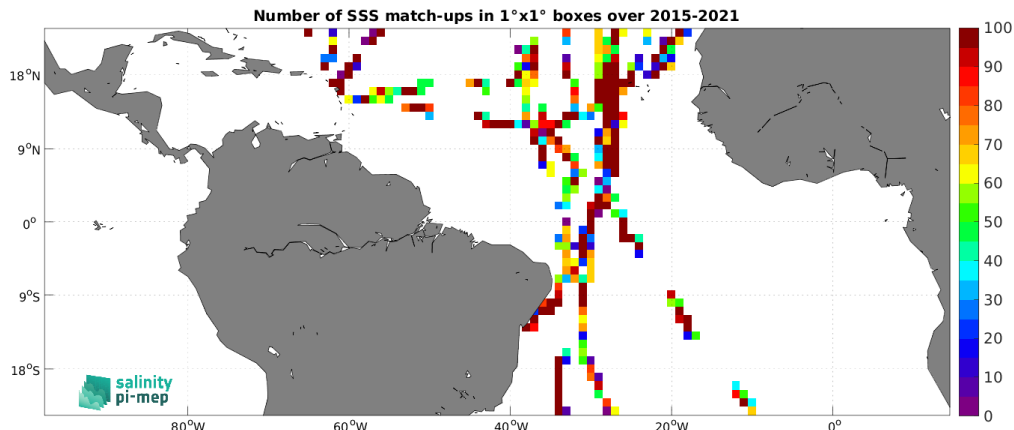 Number of SSS match-ups in 1°x1° boxes over 2015-2021
18°N
9°N
0°
9°S
18°S
80°W
60°W
40°W
20°W
0°
100
90
80
70
60
50
40
30
20
10
0
salinity
pi-mep